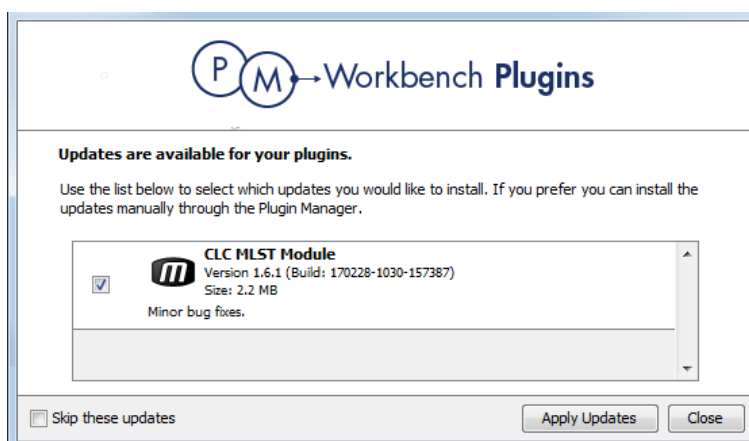 P M Workbench Plugins
Updates are available for your plugins.
Use the list below to select which updates you would like to install. If you prefer you can install the
updates manually through the Plugin Manager.
CLC MLST Module
Version 1.6.1 (Build: 170228-1030-157387)
Size: 2.2 MB
Minor bug fixes.
Skip these updates
Apply Updates
Close